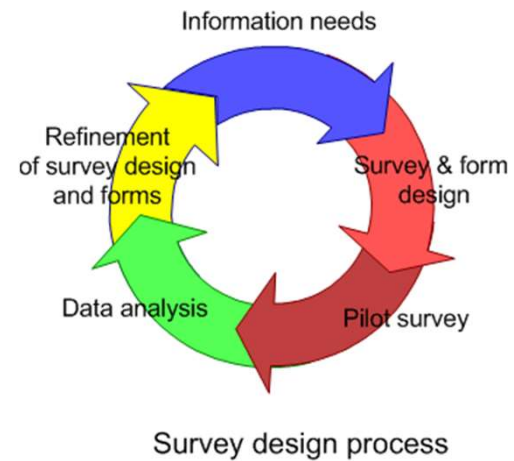 Information needs
Survey & form
design
Pilot survey
Data analysis
Refinement
of survey design
and forms
Survey design process